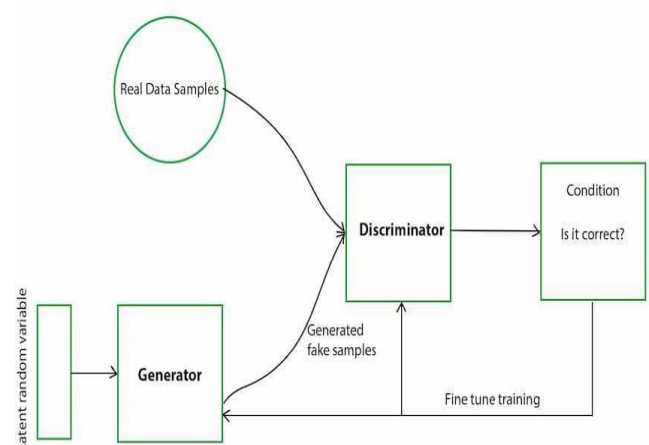 Real Data Samples
Condition
Is it correct?
Discriminator
Generated
fake samples
Generator
Fine tune training
atent random variable